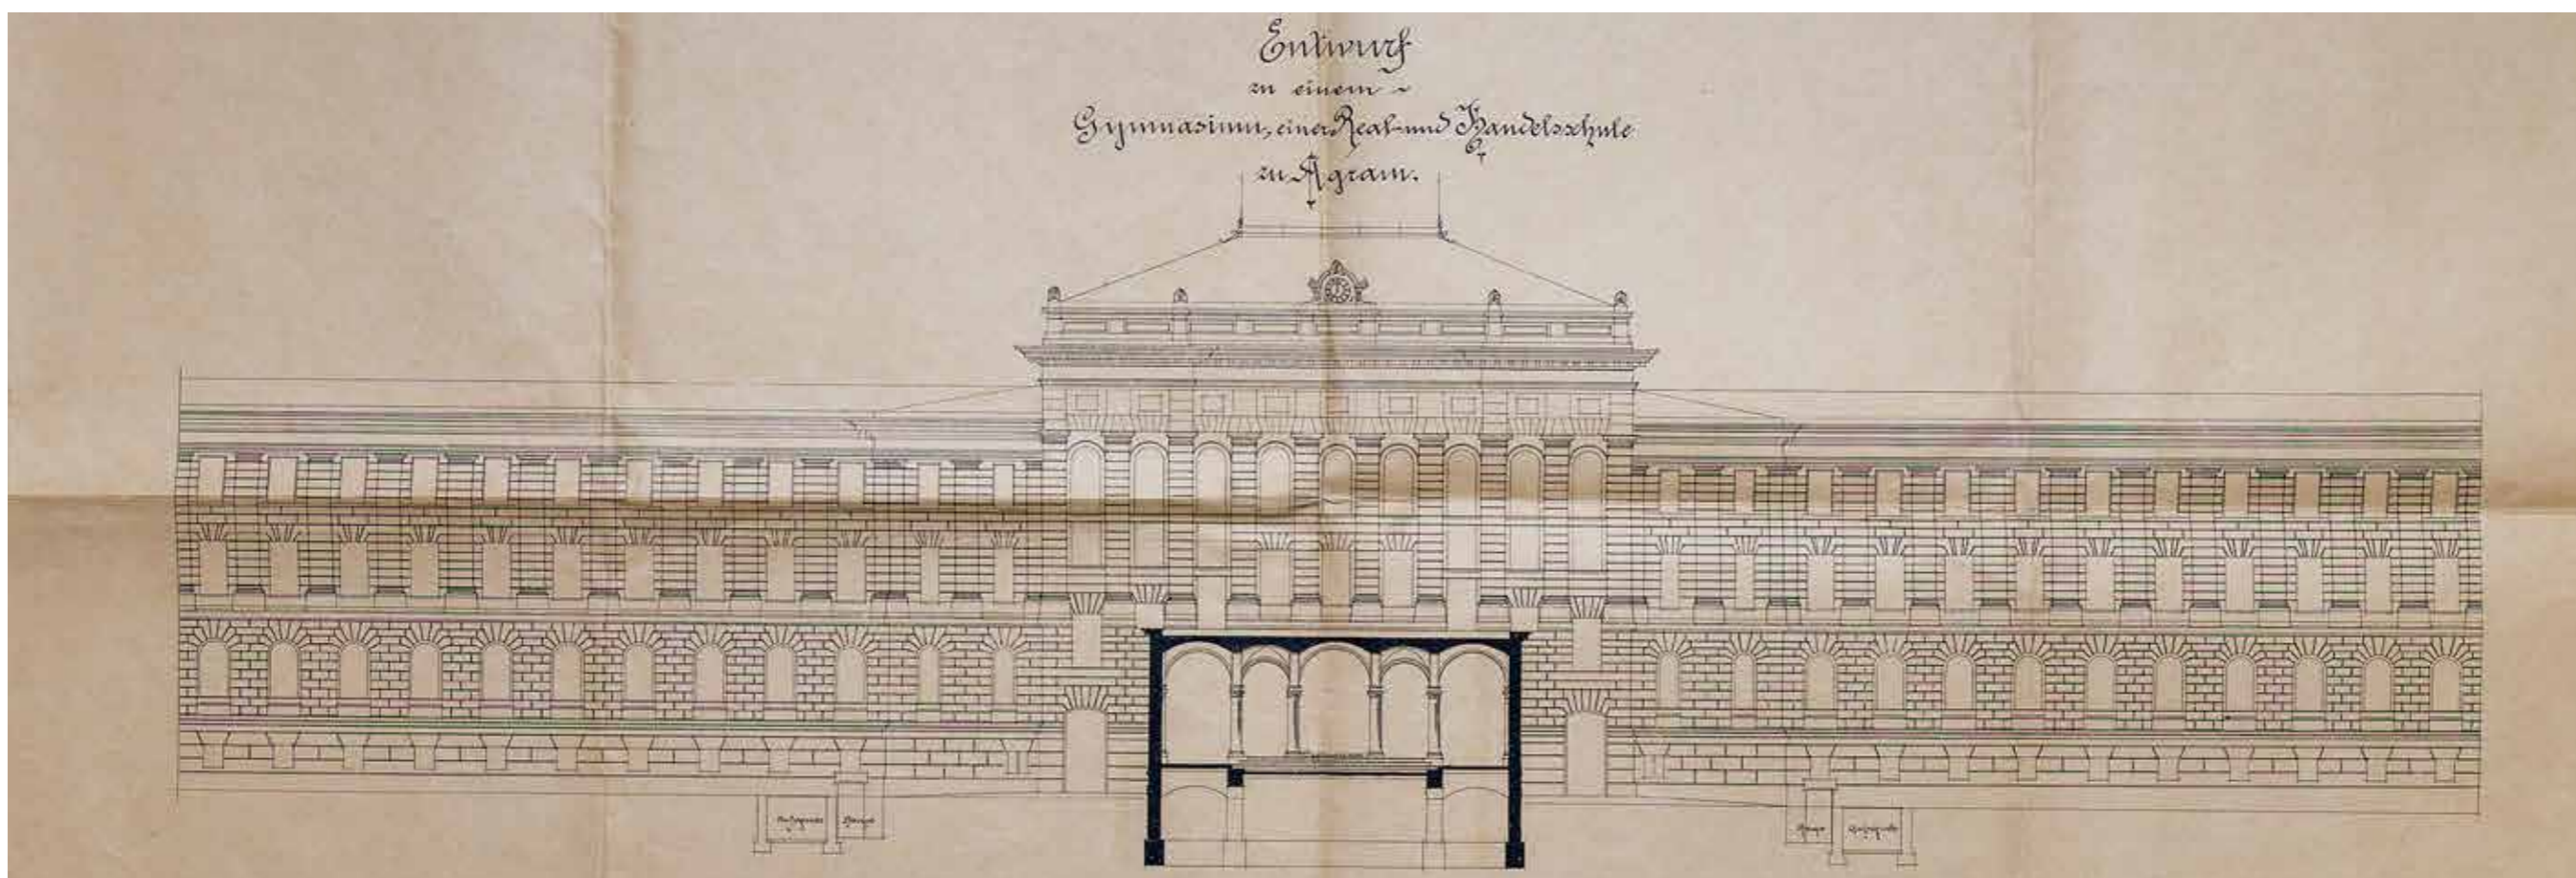 Entwurf
zu einem
Gymnasium, einer Real- und Handelsschule
zu Agram.